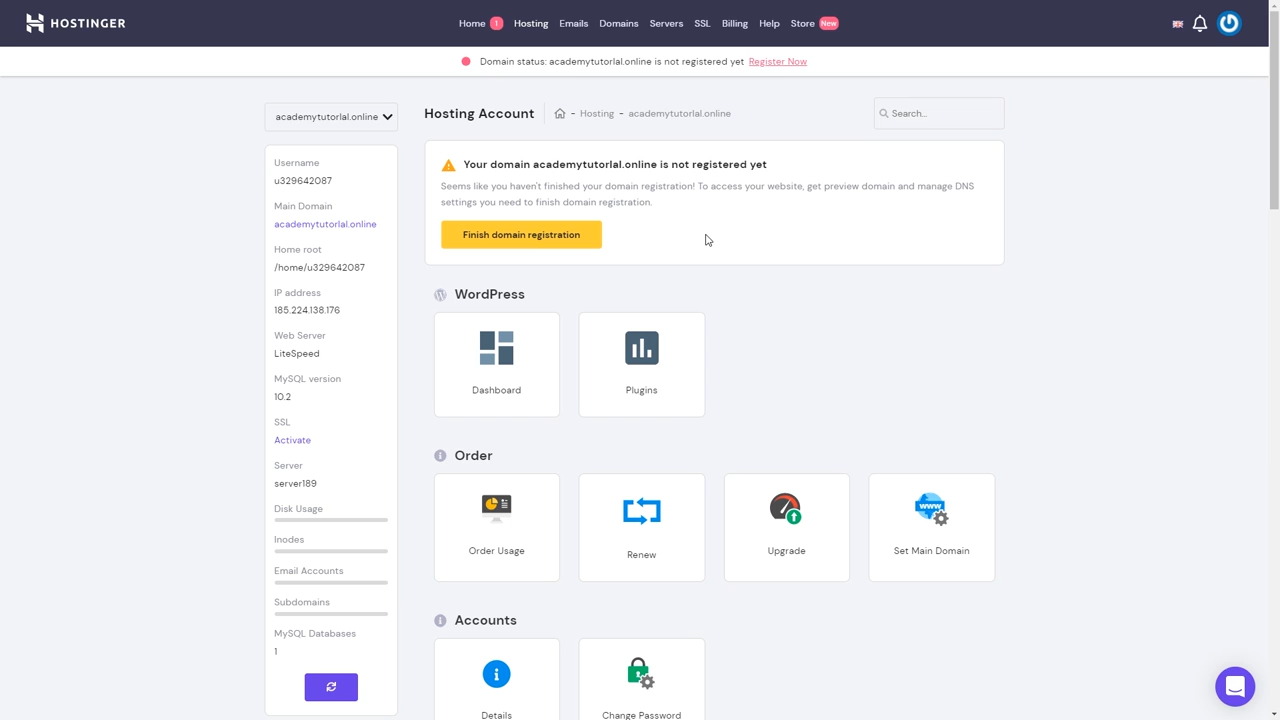 HOSTINGER
Home 1 Hosting Emails Domains Servers SSL Billing Help Store New
Domain status: academytutorlal.online is not registered yet Register Now
academytutorlal.online
Hosting Account - Hosting - academytutorlal.online
Search...
Username
u329642087
Main Domain
academytutorlal.online
Home root
/home/u329642087
IP address
185.224.138.176
Web Server
LiteSpeed
MySQL version
10.2
SSL
Activate
Server
server189
Disk Usage
Inodes
Email Accounts
Subdomains
MySQL Databases
1
Your domain academytutorlal.online is not registered yet
Seems like you haven't finished your domain registration! To access your website, get preview domain and manage DNS
settings you need to finish domain registration.
Finish domain registration
WordPress
Dashboard
Plugins
Order
Order Usage
Renew
www
Upgrade
Set Main Domain
Accounts
Details
Change Password